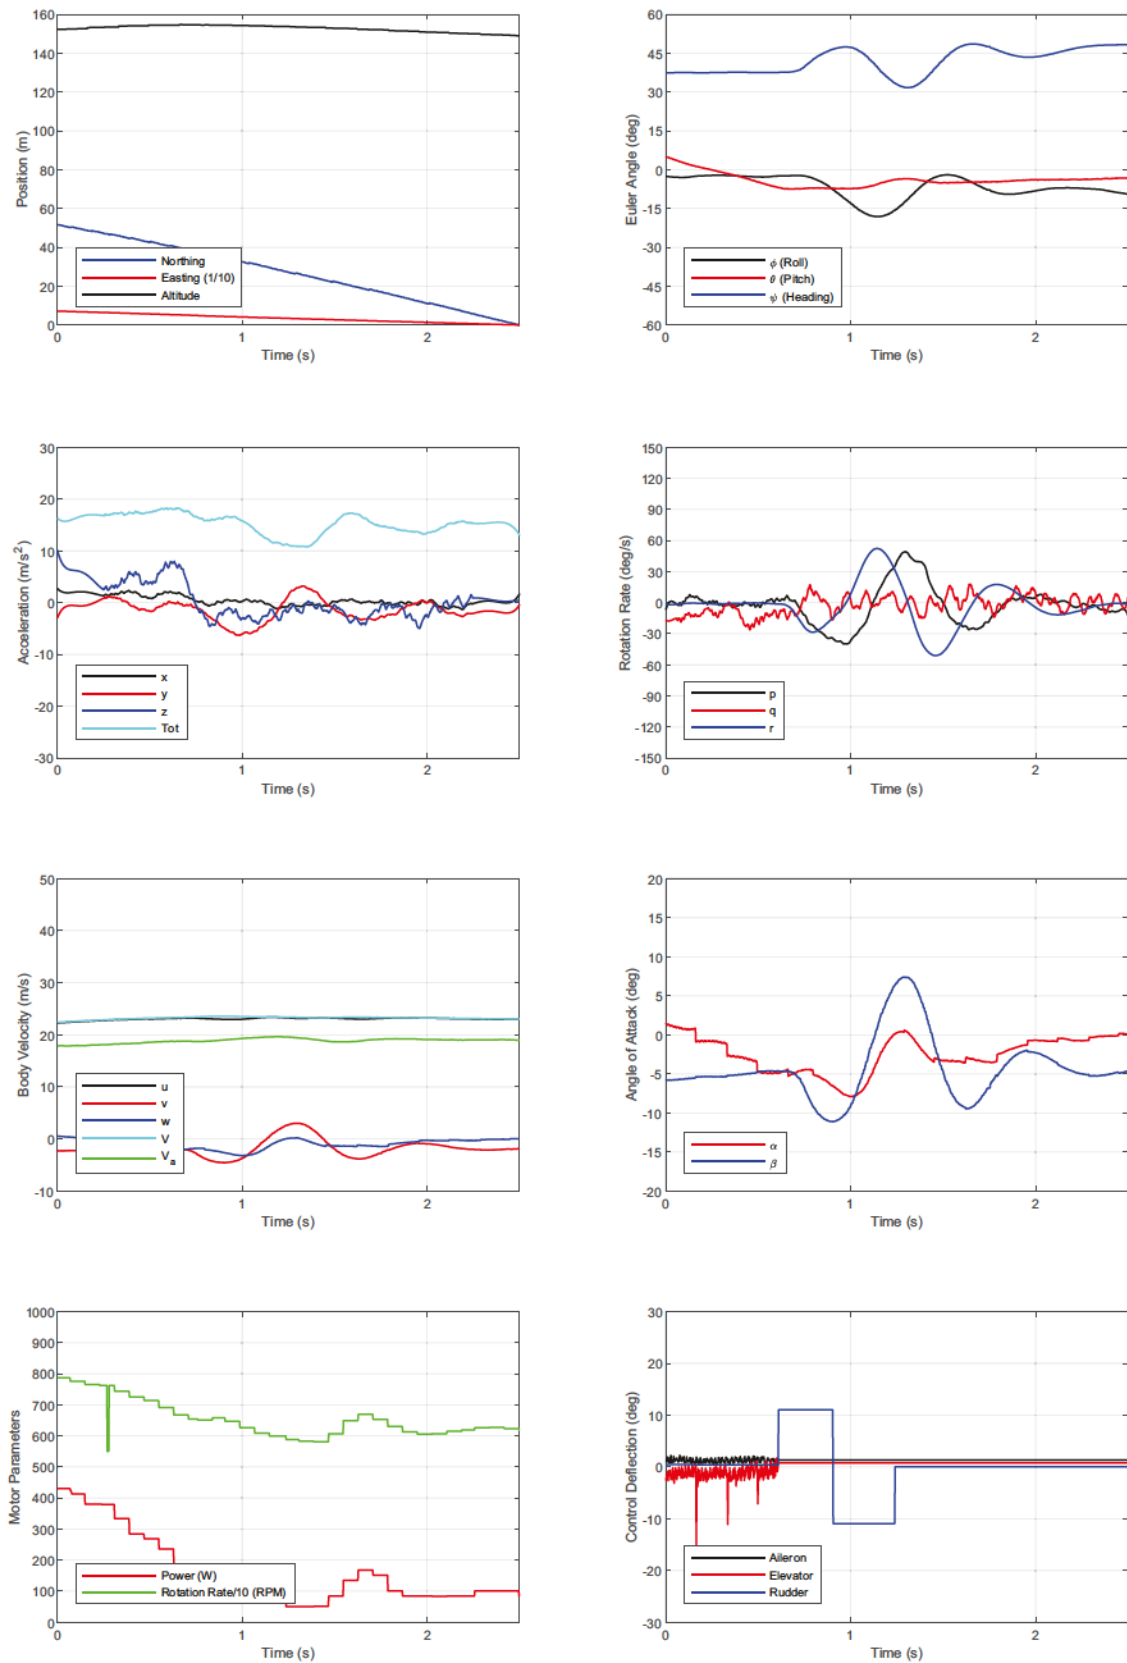 160
140
120
100
80
60
40
20
0
Position (m)
Northing
Easting (1/10)
Altitude
0 1 2
Time (s)
60
45
30
15
0
-15
-30
-45
-60
Euler Angle (deg)
ϕ (Roll)
θ (Pitch)
ψ (Heading)
0 1 2
Time (s)
30
20
10
0
-10
-20
-30
Acceleration (m/s²)
x
y
z
Tot
0 1 2
Time (s)
150
120
90
60
30
0
-30
-60
-90
-120
-150
Rotation Rate (deg/s)
p
q
r
0 1 2
Time (s)
50
40
30
20
10
0
-10
Body Velocity (m/s)
u
v
w
V
Va
0 1 2
Time (s)
20
15
10
5
0
-5
-10
-15
-20
Angle of Attack (deg)
α
β
0 1 2
Time (s)
1000
900
800
700
600
500
400
300
200
100
0
Motor Parameters
Power (W)
Rotation Rate/10 (RPM)
0 1 2
Time (s)
30
20
10
0
-10
-20
-30
Control Deflection (deg)
Aileron
Elevator
Rudder
0 1 2
Time (s)